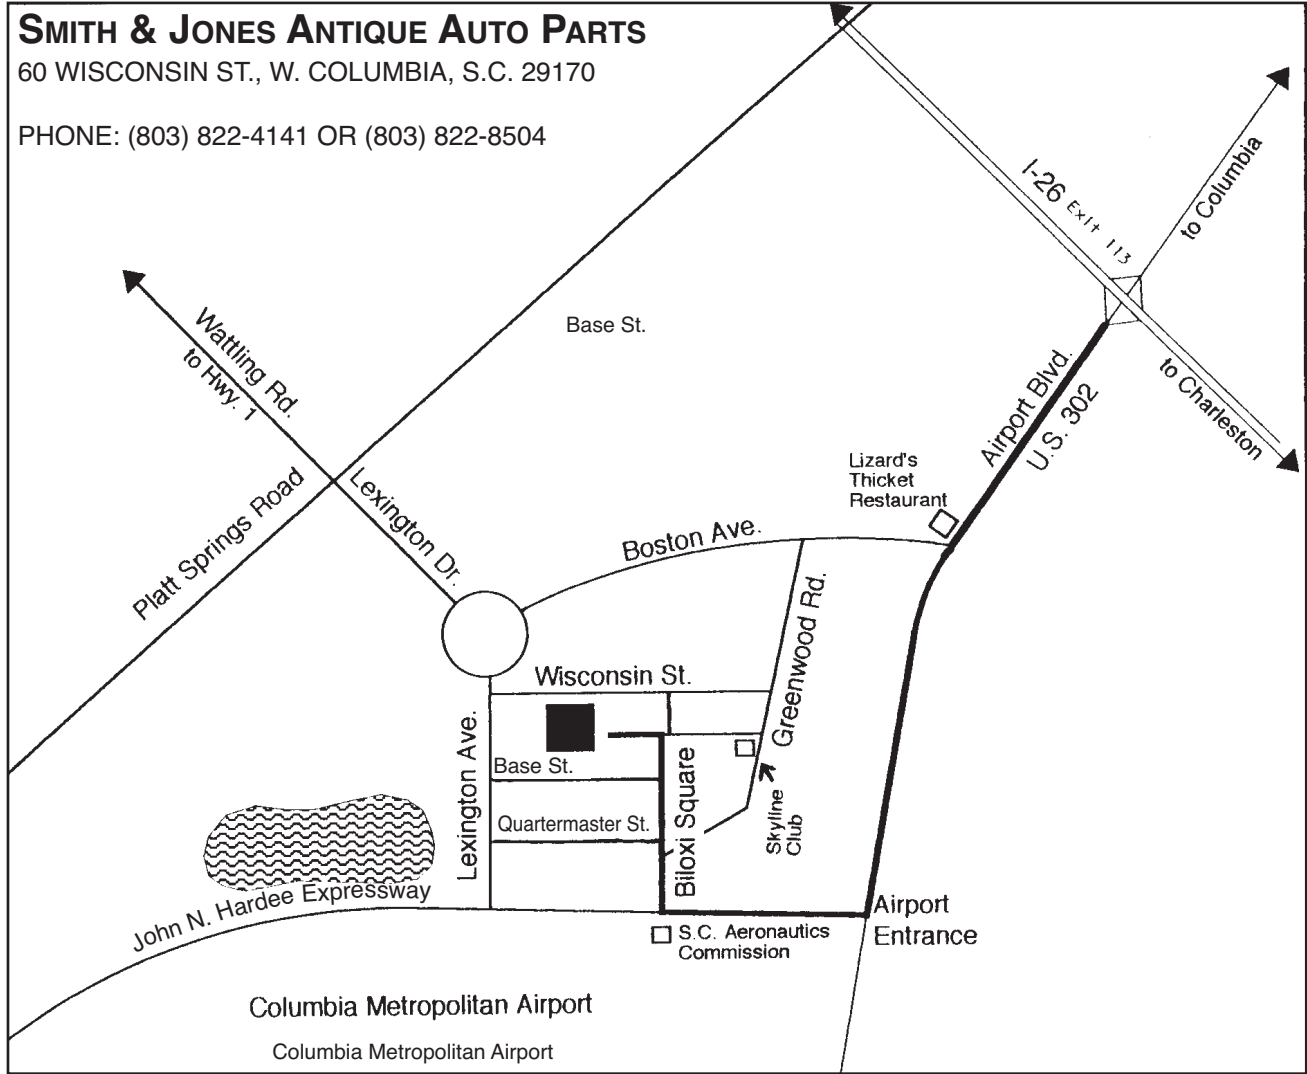 SMITH & JONES ANTIQUE AUTO PARTS
60 WISCONSIN ST., W. COLUMBIA, S.C. 29170
PHONE: (803) 822-4141 OR (803) 822-8504
I-26 Exit 113
to Columbia
Wattling Rd.
to Hwy. 1
Base St.
Airport Blvd.
U.S. 302
to Charleston
Lizard's
Thicket
Restaurant
Platt Springs Road
Lexington Dr.
Boston Ave.
Greenwood Rd.
Wisconsin St.
Lexington Ave.
Base St.
Biloxi Square
Quartermaster St.
Skyline
Club
John N. Hardee Expressway
Airport
Entrance
S.C. Aeronautics
Commission
Columbia Metropolitan Airport
Columbia Metropolitan Airport